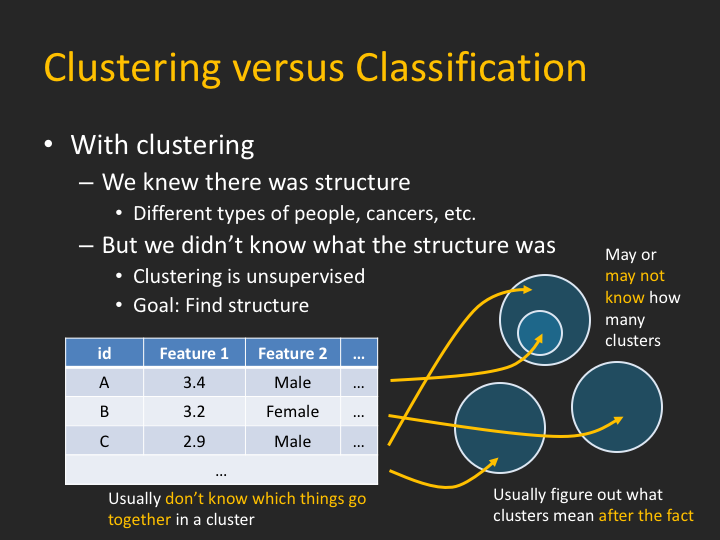 Clustering versus Classification
• With clustering
– We knew there was structure
• Different types of people, cancers, etc.
– But we didn’t know what the structure was
• Clustering is unsupervised
• Goal: Find structure
May or
may not
know how
many
clusters
id Feature 1 Feature 2 ...
A 3.4 Male ...
B 3.2 Female ...
C 2.9 Male ...
...
Usually don’t know which things go
together in a cluster
Usually figure out what
clusters mean after the fact